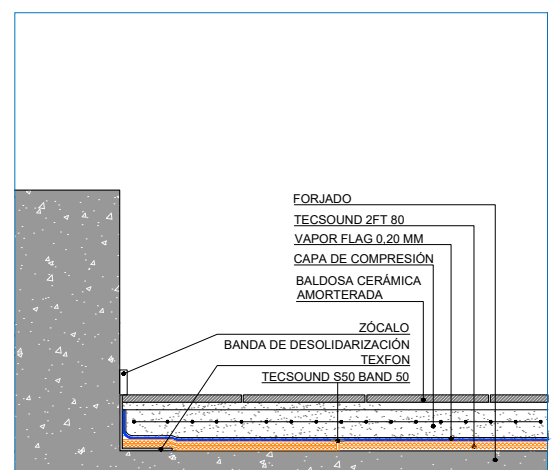 FORJADO
TECSOUND 2FT 80
VAPOR FLAG 0,20 MM
CAPA DE COMPRESIÓN
BALDOSA CERÁMICA
AMORTERADA
ZÓCALO
BANDA DE DESOLIDARIZACIÓN
TEXFON
TECSOUND S50 BAND 50